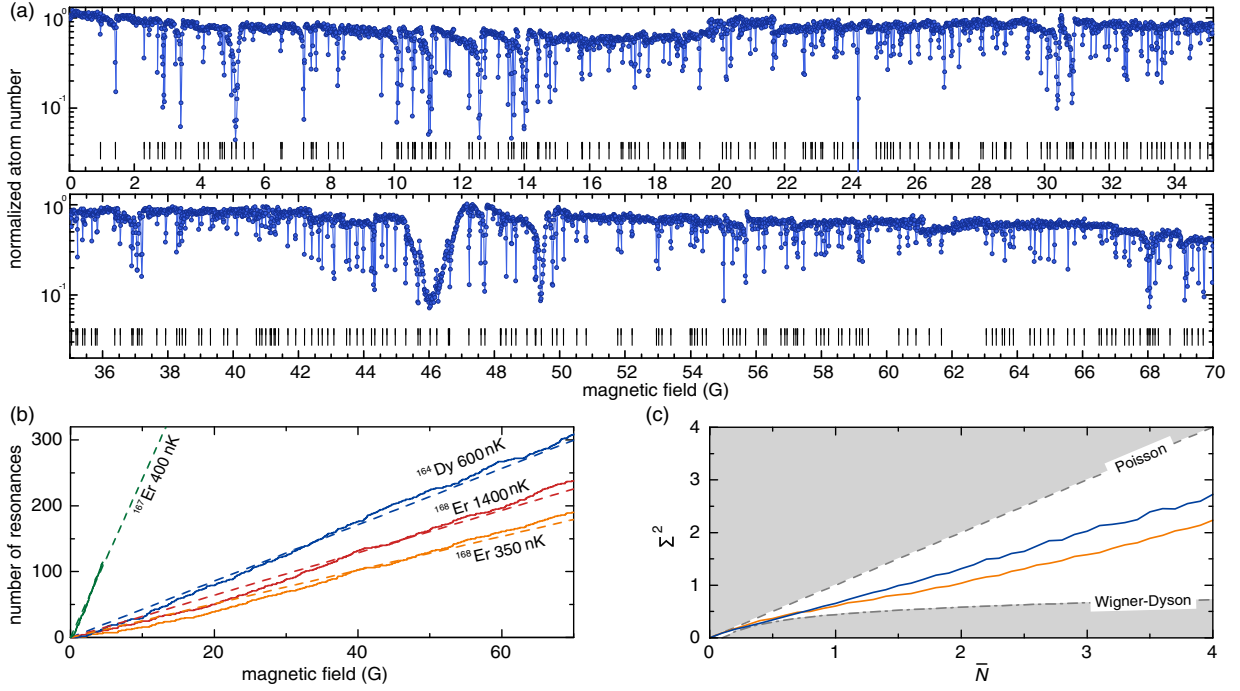 (a)
normalized atom number
10⁰
10⁻¹
0 2 4 6 8 10 12 14 16 18 20 22 24 26 28 30 32 34
10⁰
10⁻¹
36 38 40 42 44 46 48 50 52 54 56 58 60 62 64 66 68 70
magnetic field (G)
(b)
number of resonances
300
200
100
0
0 20 40 60
magnetic field (G)
¹⁶⁷Er 400 nK
¹⁶⁴Dy 600 nK
¹⁶⁸Er 1400 nK
¹⁶⁸Er 350 nK
(c)
Σ²
4
3
2
1
0
0 1 2 3 4
N̄
Poisson
Wigner-Dyson